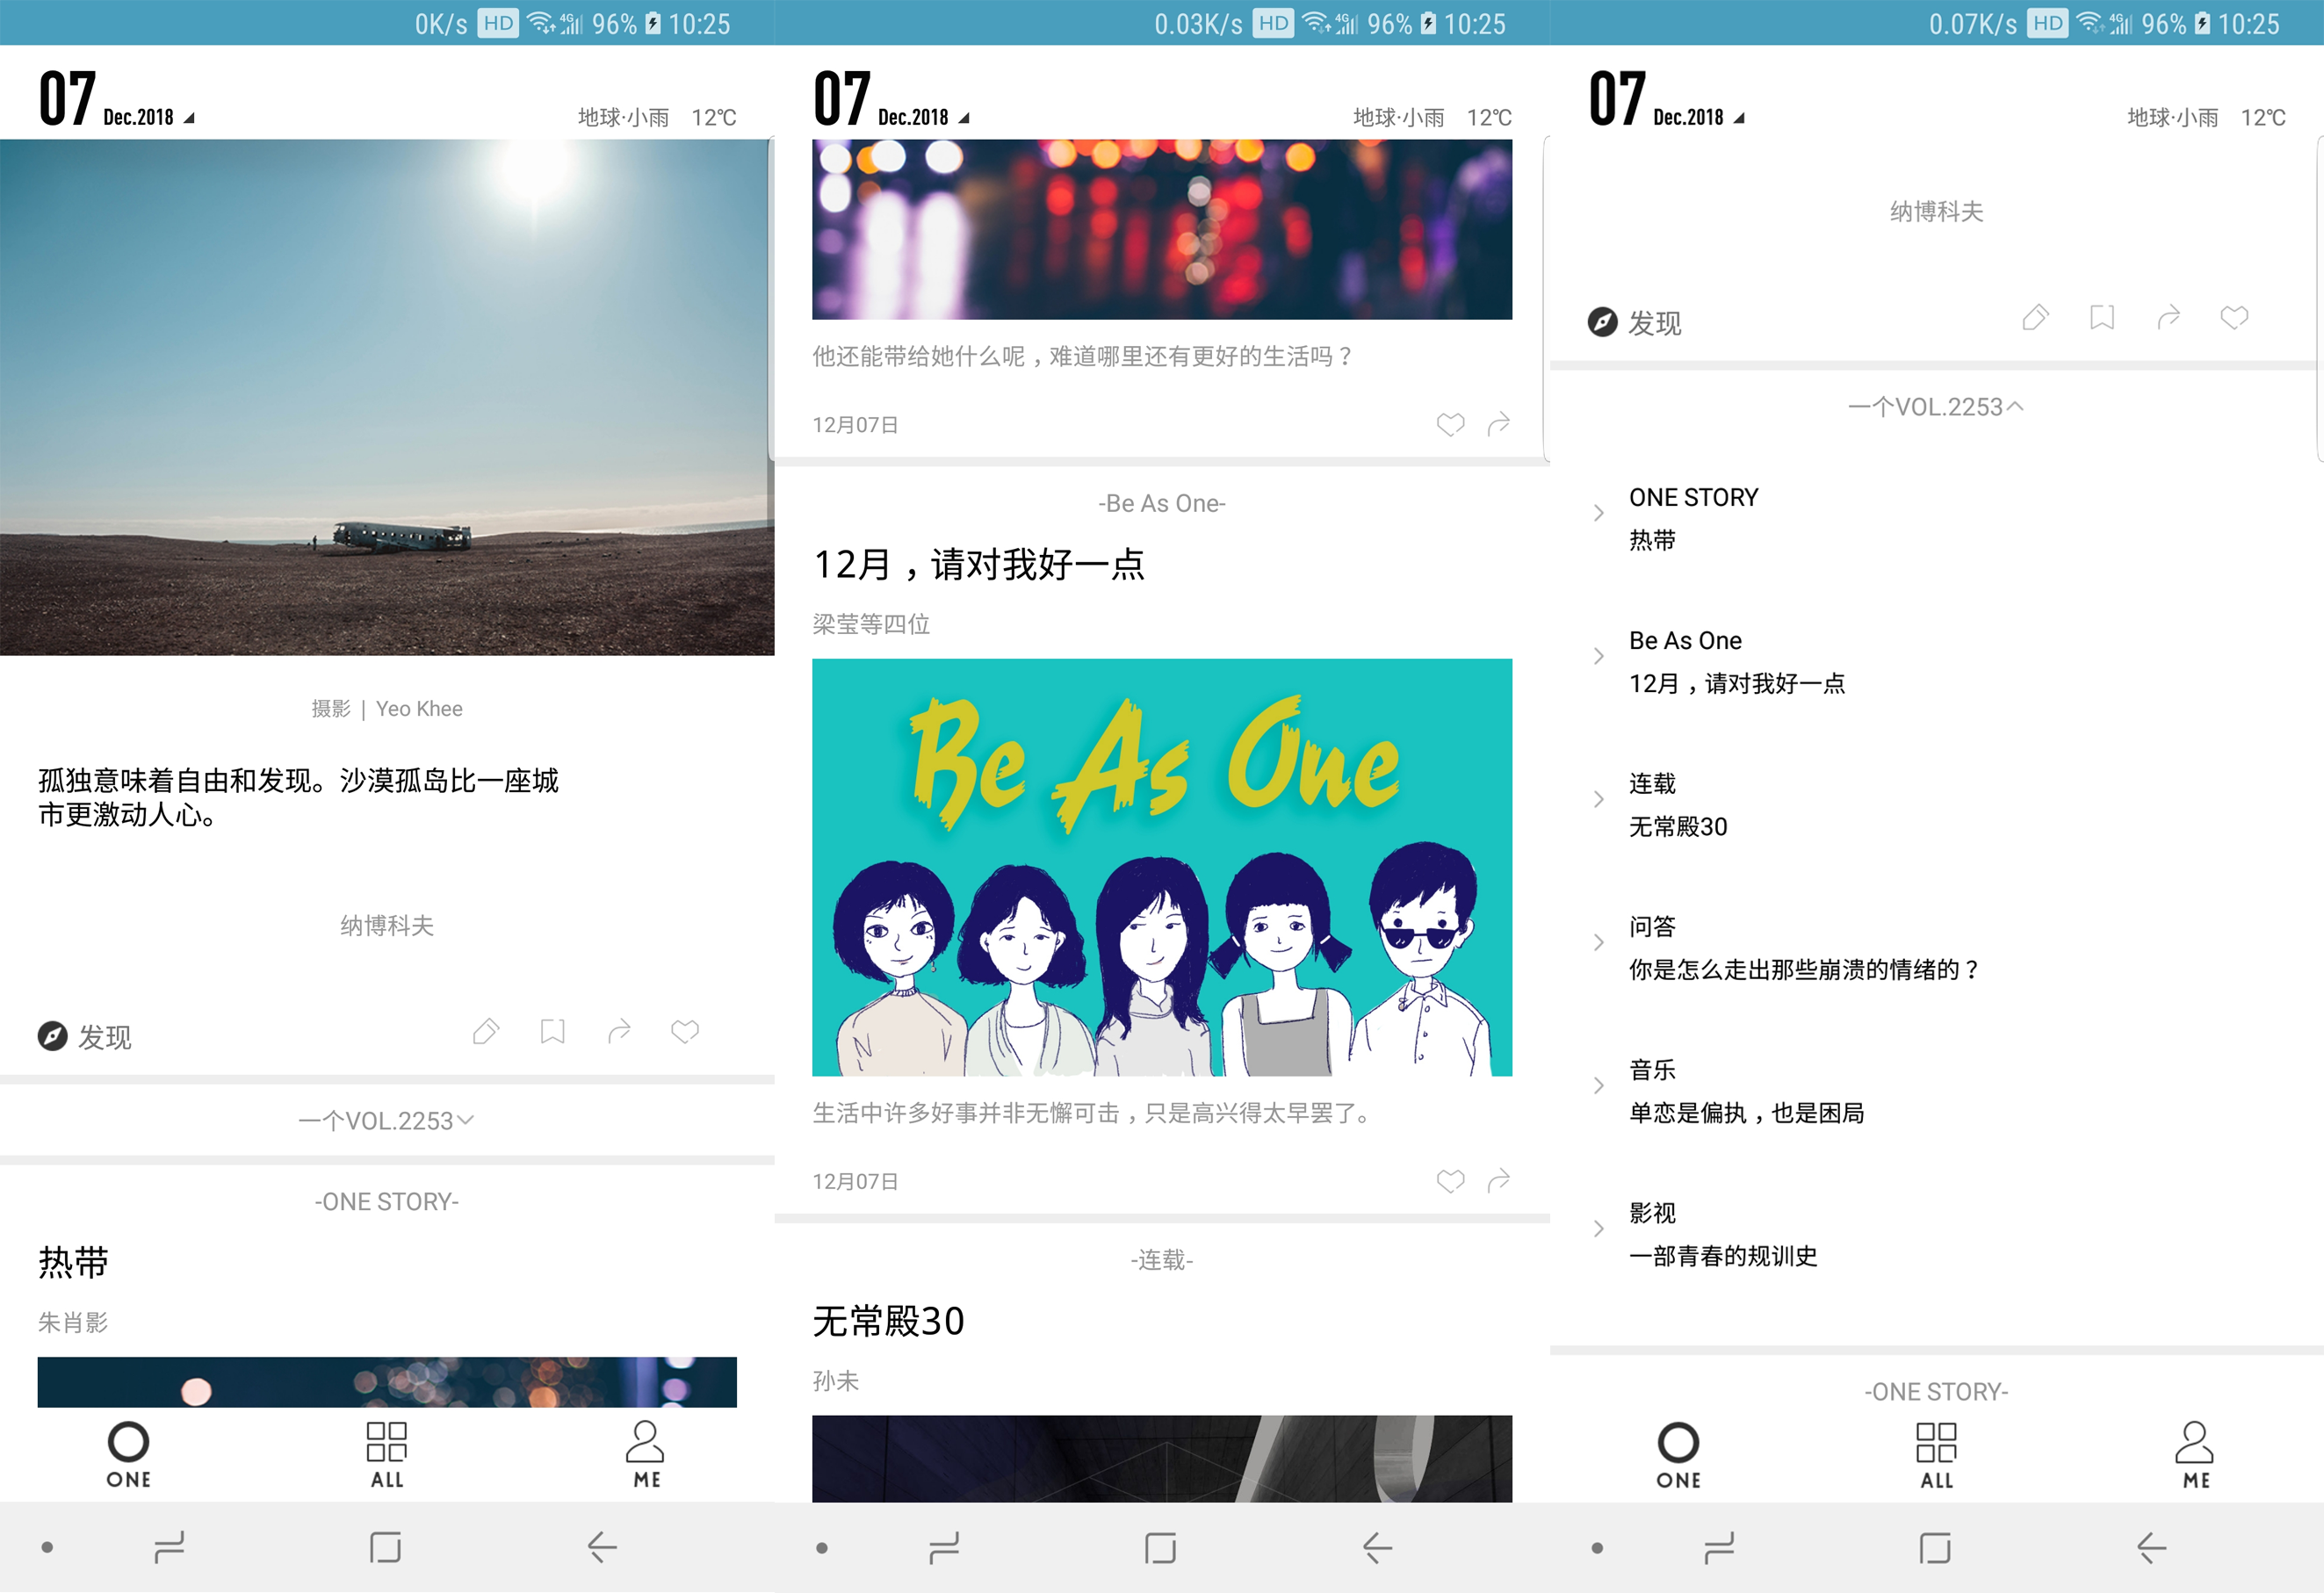 0K/s HD 4G 96% 10:25
07 Dec.2018 地球·小雨 12℃
摄影 | Yeo Khee
孤独意味着自由和发现。沙漠孤岛比一座城
市更激动人心。
纳博科夫
发现
一个VOL.2253
-ONE STORY-
热带
朱肖影
ONE ALL ME
0.03K/s HD 4G 96% 10:25
07 Dec.2018 地球·小雨 12℃
他还能带给她什么呢，难道哪里还有更好的生活吗？
12月07日
-Be As One-
12月，请对我好一点
梁莹等四位
Be As One
生活中许多好事并非无懈可击，只是高兴得太早罢了。
12月07日
-连载-
无常殿30
孙未
0.07K/s HD 4G 96% 10:25
07 Dec.2018 地球·小雨 12℃
纳博科夫
发现
一个VOL.2253
ONE STORY
热带
Be As One
12月，请对我好一点
连载
无常殿30
问答
你是怎么走出那些崩溃的情绪的？
音乐
单恋是偏执，也是困局
影视
一部青春的规训史
-ONE STORY-
ONE ALL ME